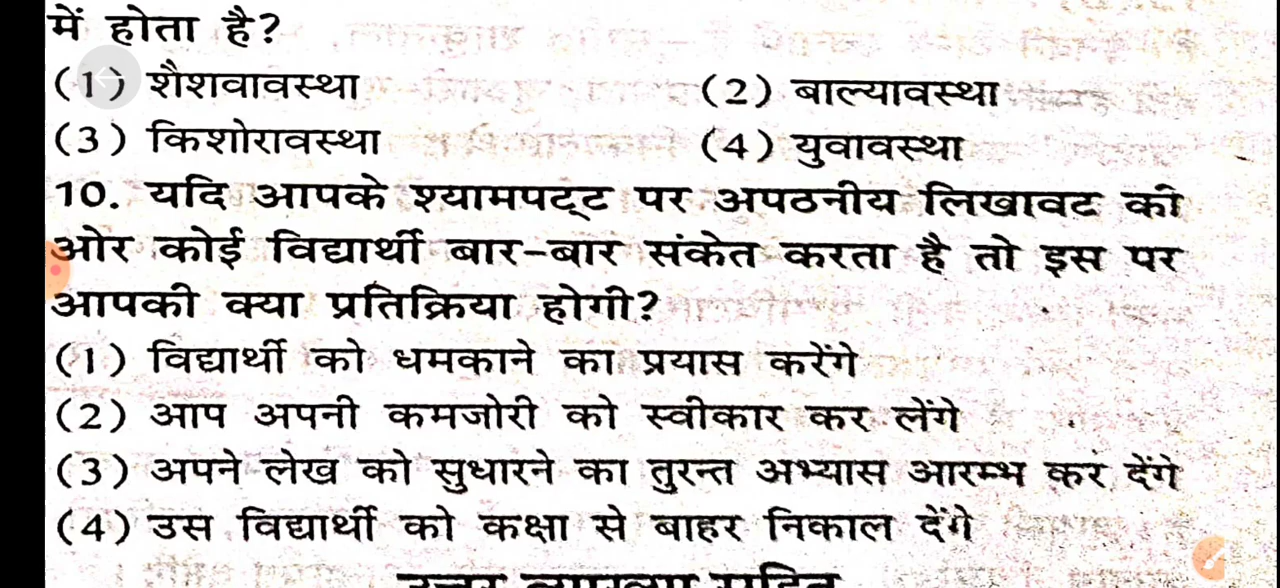 में होता है?
(1) शैशवावस्था (2) बाल्यावस्था
(3) किशोरावस्था (4) युवावस्था
10. यदि आपके श्यामपट्ट पर अपठनीय लिखावट की
ओर कोई विद्यार्थी बार-बार संकेत करता है तो इस पर
आपकी क्या प्रतिक्रिया होगी?
(1) विद्यार्थी को धमकाने का प्रयास करेंगे
(2) आप अपनी कमजोरी को स्वीकार कर लेंगे
(3) अपने लेख को सुधारने का तुरन्त अभ्यास आरम्भ कर देंगे
(4) उस विद्यार्थी को कक्षा से बाहर निकाल देंगे